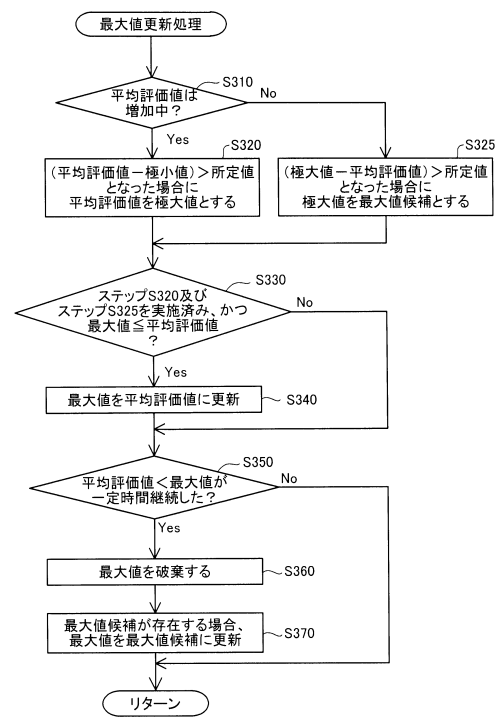 最大値更新処理
S310
平均評価値は
増加中？
No
Yes
S320
(平均評価値−極小値)＞所定値
となった場合に
平均評価値を極大値とする
S325
(極大値−平均評価値)＞所定値
となった場合に
極大値を最大値候補とする
S330
ステップS320及び
ステップS325を実施済み、かつ
最大値≦平均評価値
？
No
Yes
最大値を平均評価値に更新
S340
S350
平均評価値＜最大値が
一定時間継続した？
No
Yes
最大値を破棄する
S360
最大値候補が存在する場合、
最大値を最大値候補に更新
S370
リターン